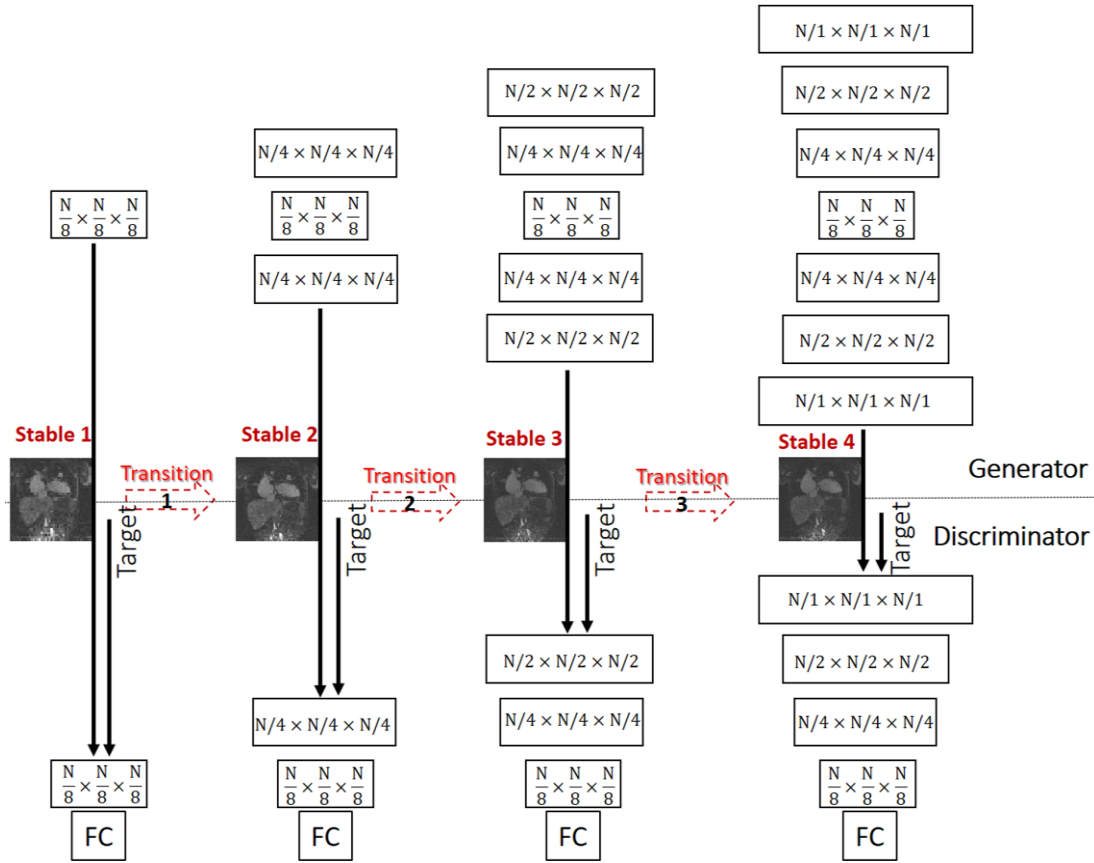 N/1 × N/1 × N/1
N/2 × N/2 × N/2
N/2 × N/2 × N/2
N/4 × N/4 × N/4
N/4 × N/4 × N/4
N/4 × N/4 × N/4
N/8 × N/8 × N/8
N/8 × N/8 × N/8
N/8 × N/8 × N/8
N/8 × N/8 × N/8
N/4 × N/4 × N/4
N/4 × N/4 × N/4
N/4 × N/4 × N/4
N/2 × N/2 × N/2
N/2 × N/2 × N/2
N/1 × N/1 × N/1
Stable 1
Stable 2
Stable 3
Stable 4
Transition
1
Transition
2
Transition
3
Generator
Discriminator
Target
Target
Target
Target
N/1 × N/1 × N/1
N/2 × N/2 × N/2
N/2 × N/2 × N/2
N/4 × N/4 × N/4
N/4 × N/4 × N/4
N/4 × N/4 × N/4
N/8 × N/8 × N/8
N/8 × N/8 × N/8
N/8 × N/8 × N/8
N/8 × N/8 × N/8
FC
FC
FC
FC